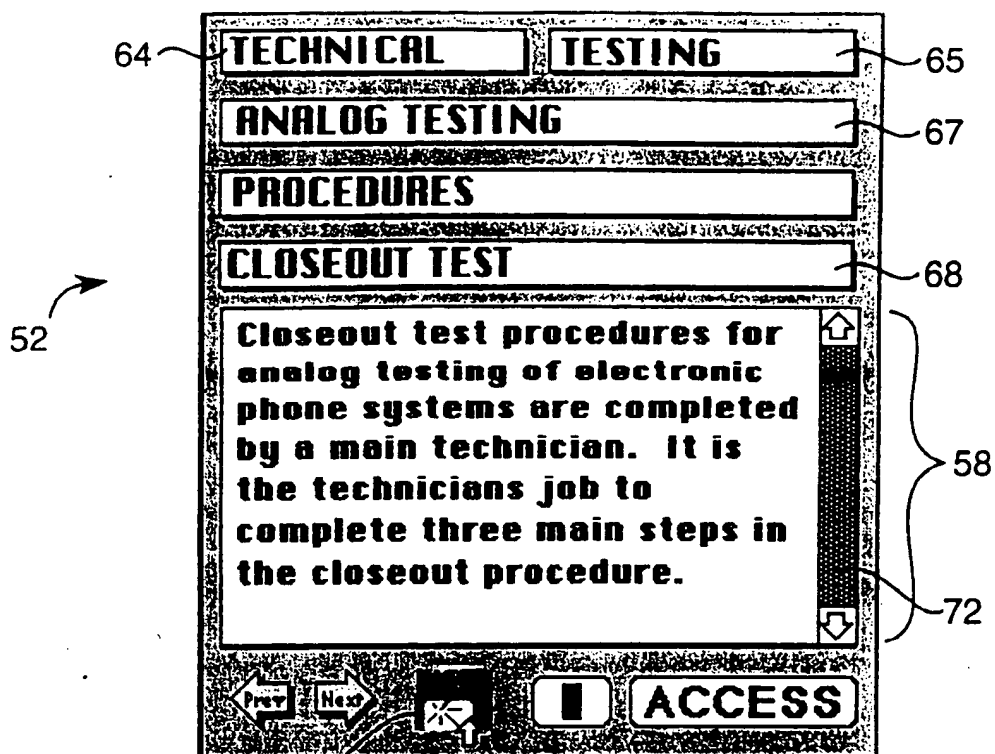 64 TECHNICAL TESTING 65
ANALOG TESTING 67
PROCEDURES
CLOSEOUT TEST 68
52
Closeout test procedures for
analog testing of electronic
phone systems are completed
by a main technician. It is
the technicians job to
complete three main steps in
the closeout procedure.
58
72
Prev Next ACCESS